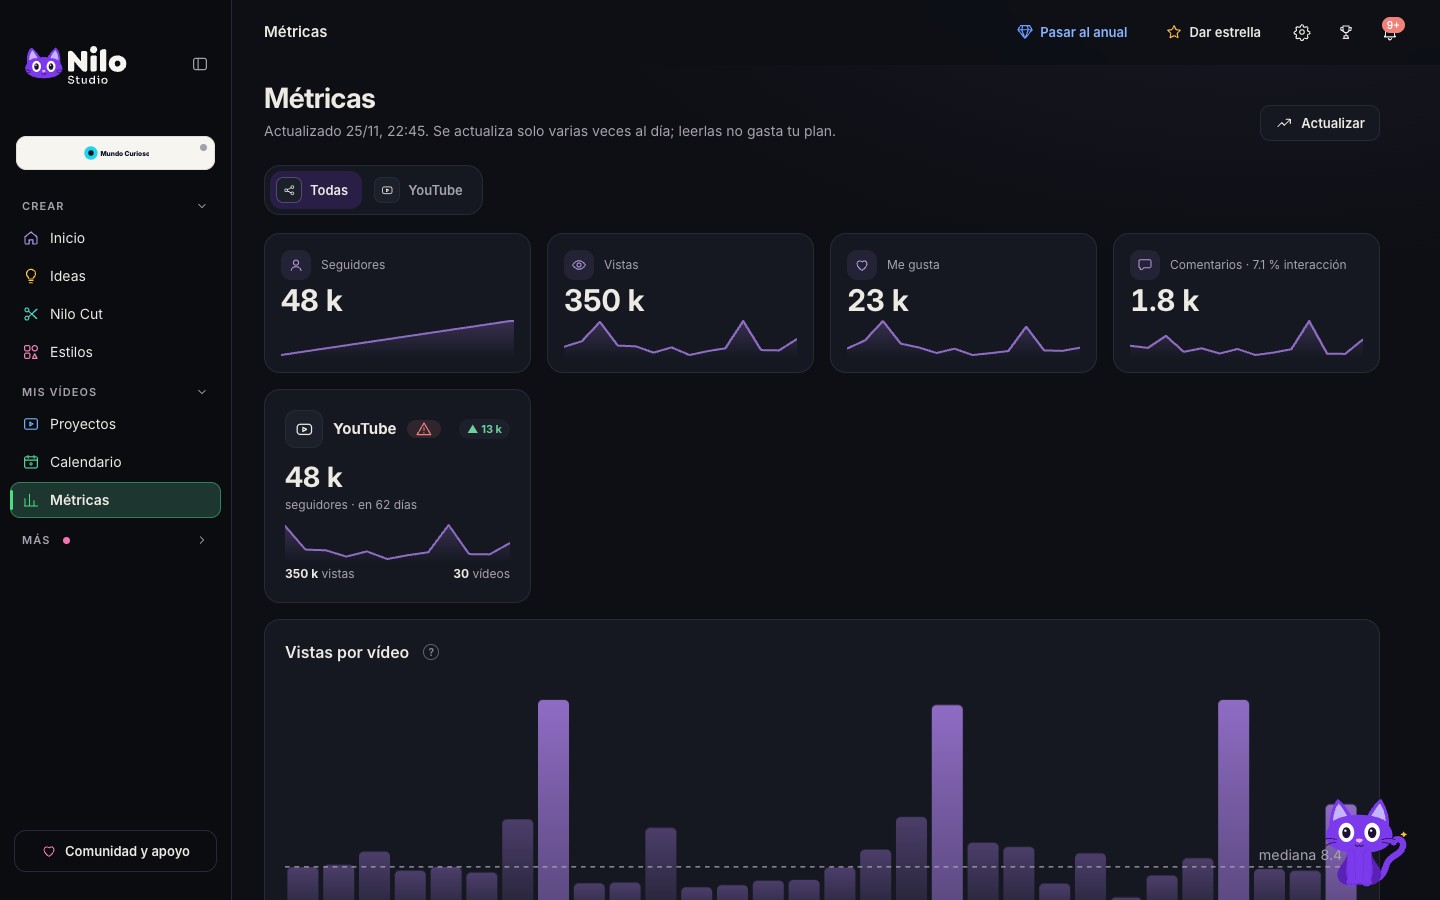 Nilo
Studio
Mundo Curioso
CREAR
Inicio
Ideas
Nilo Cut
Estilos
MIS VÍDEOS
Proyectos
Calendario
Métricas
MÁS
Comunidad y apoyo
Métricas
Pasar al anual
Dar estrella
9+
Métricas
Actualizado 25/11, 22:45. Se actualiza solo varias veces al día; leerlas no gasta tu plan.
Actualizar
Todas
YouTube
Seguidores
48 k
Vistas
350 k
Me gusta
23 k
Comentarios · 7.1 % interacción
1.8 k
YouTube
▲ 13 k
48 k
seguidores · en 62 días
350 k vistas
30 vídeos
Vistas por vídeo
?
mediana 8.4